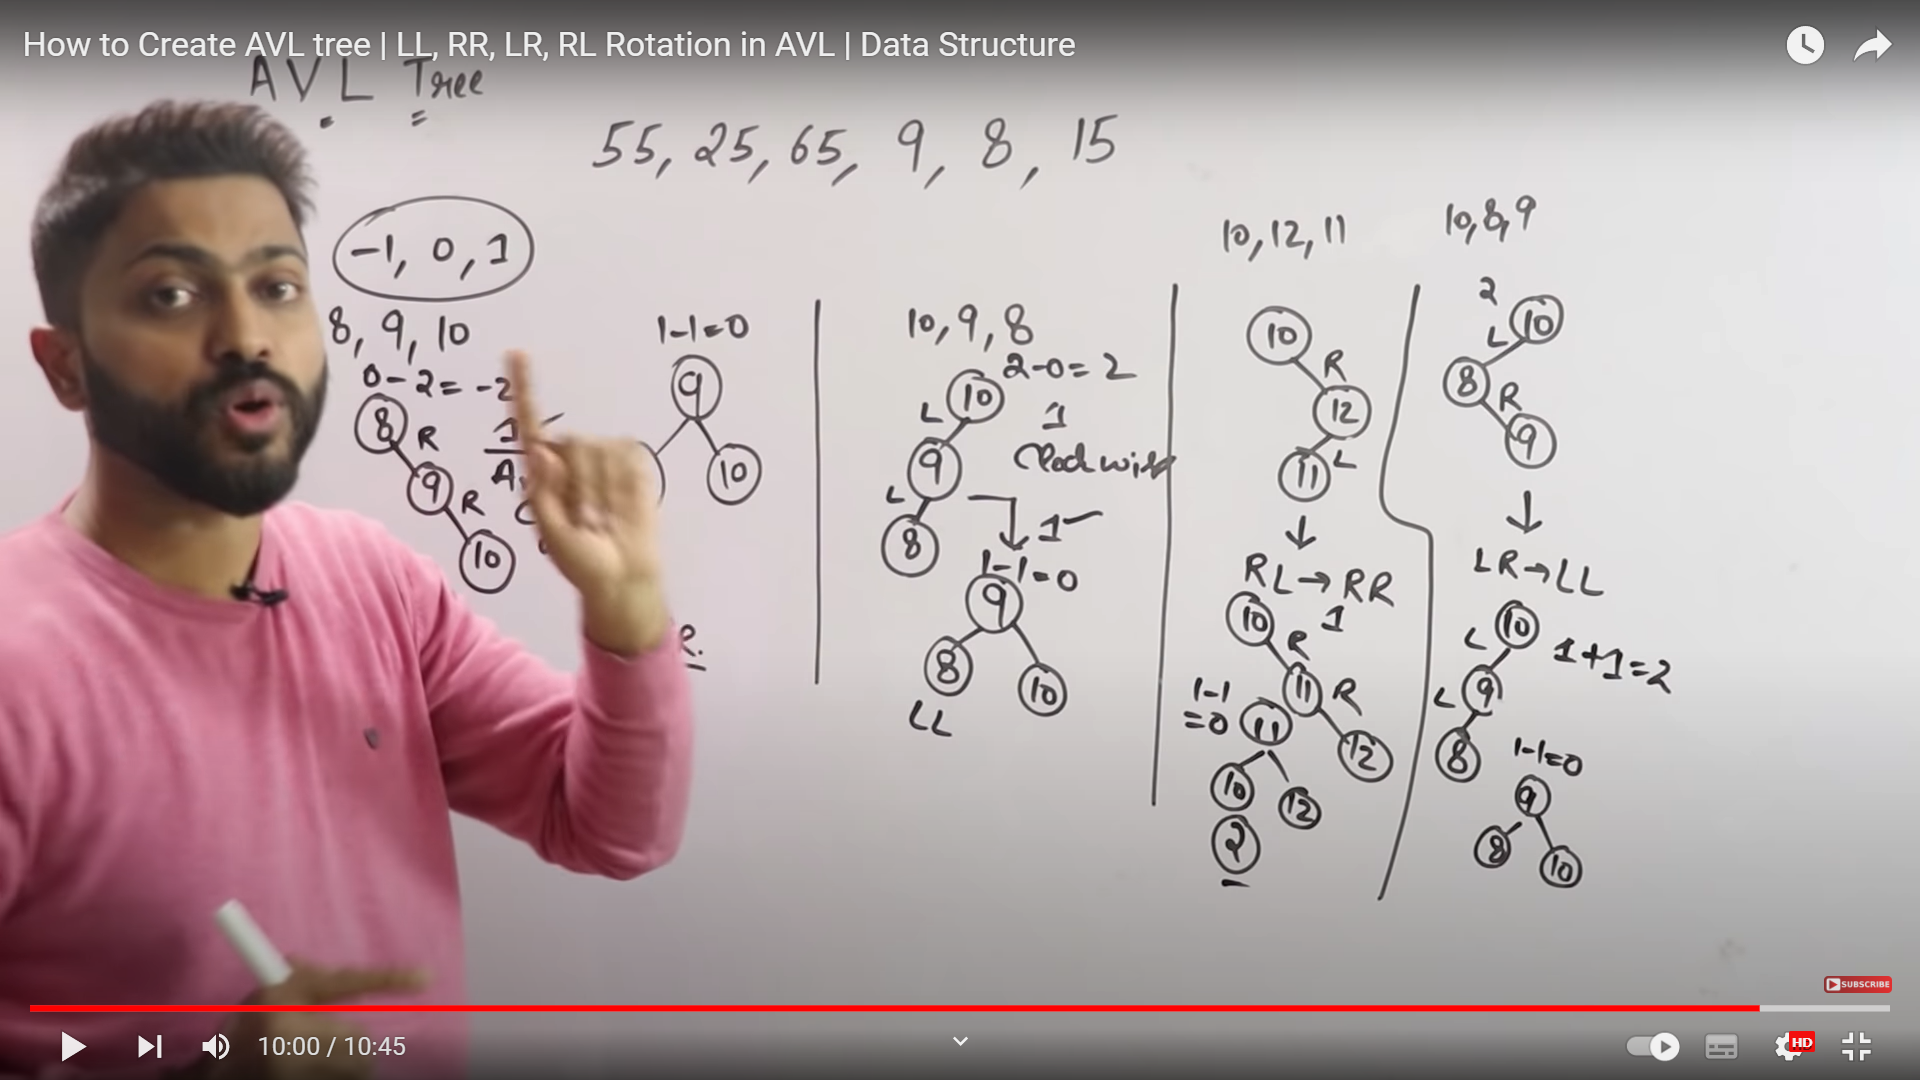 How to Create AVL tree | LL, RR, LR, RL Rotation in AVL | Data Structure
AVL Tree
55, 25, 65, 9, 8, 15
-1, 0, 1
8, 9, 10
0-2=-2
8
R
9
R
10
1
1-1=0
9
10
R.
10, 9, 8
2-0=2
10
L
9
L
8
1
Clockwise
1
1-1=0
9
8
10
LL
10, 12, 11
10
R
12
L
11
RL→RR
10
1
R
11
R
12
1-1
=0
11
10
12
2
10, 8, 9
2
10
L
8
R
9
LR→LL
10
L
1+1=2
9
L
8
1-1=0
9
8
10
SUBSCRIBE
10:00 / 10:45
HD